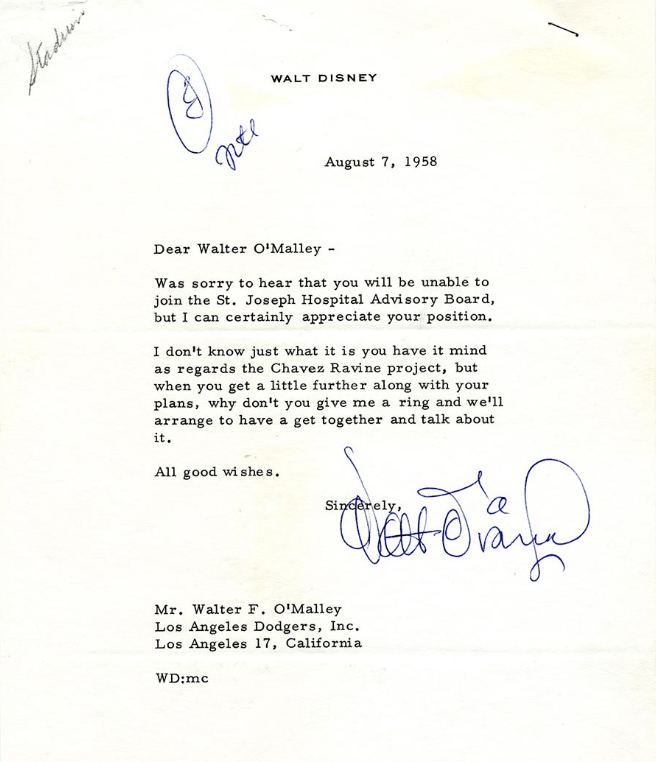 Stadium
WALT DISNEY
August 7, 1958
Dear Walter O'Malley -
Was sorry to hear that you will be unable to
join the St. Joseph Hospital Advisory Board,
but I can certainly appreciate your position.
I don't know just what it is you have it mind
as regards the Chavez Ravine project, but
when you get a little further along with your
plans, why don't you give me a ring and we'll
arrange to have a get together and talk about
it.
All good wishes.
Sincerely,
Walt Disney
Mr. Walter F. O'Malley
Los Angeles Dodgers, Inc.
Los Angeles 17, California
WD:mc